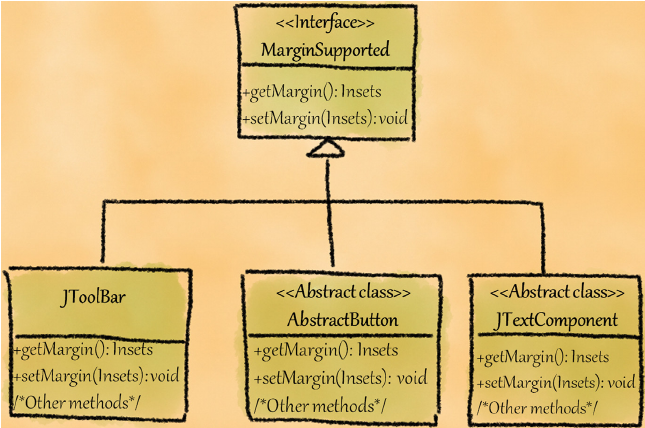 <<Interface>>
MarginSupported
+getMargin(): Insets
+setMargin(Insets): void
JToolBar
+getMargin(): Insets
+setMargin(Insets): void
/*Other methods*/
<<Abstract class>>
AbstractButton
+getMargin(): Insets
+setMargin(Insets): void
/*Other methods*/
<<Abstract class>>
JTextComponent
+getMargin(): Insets
+setMargin(Insets): void
/*Other methods*/